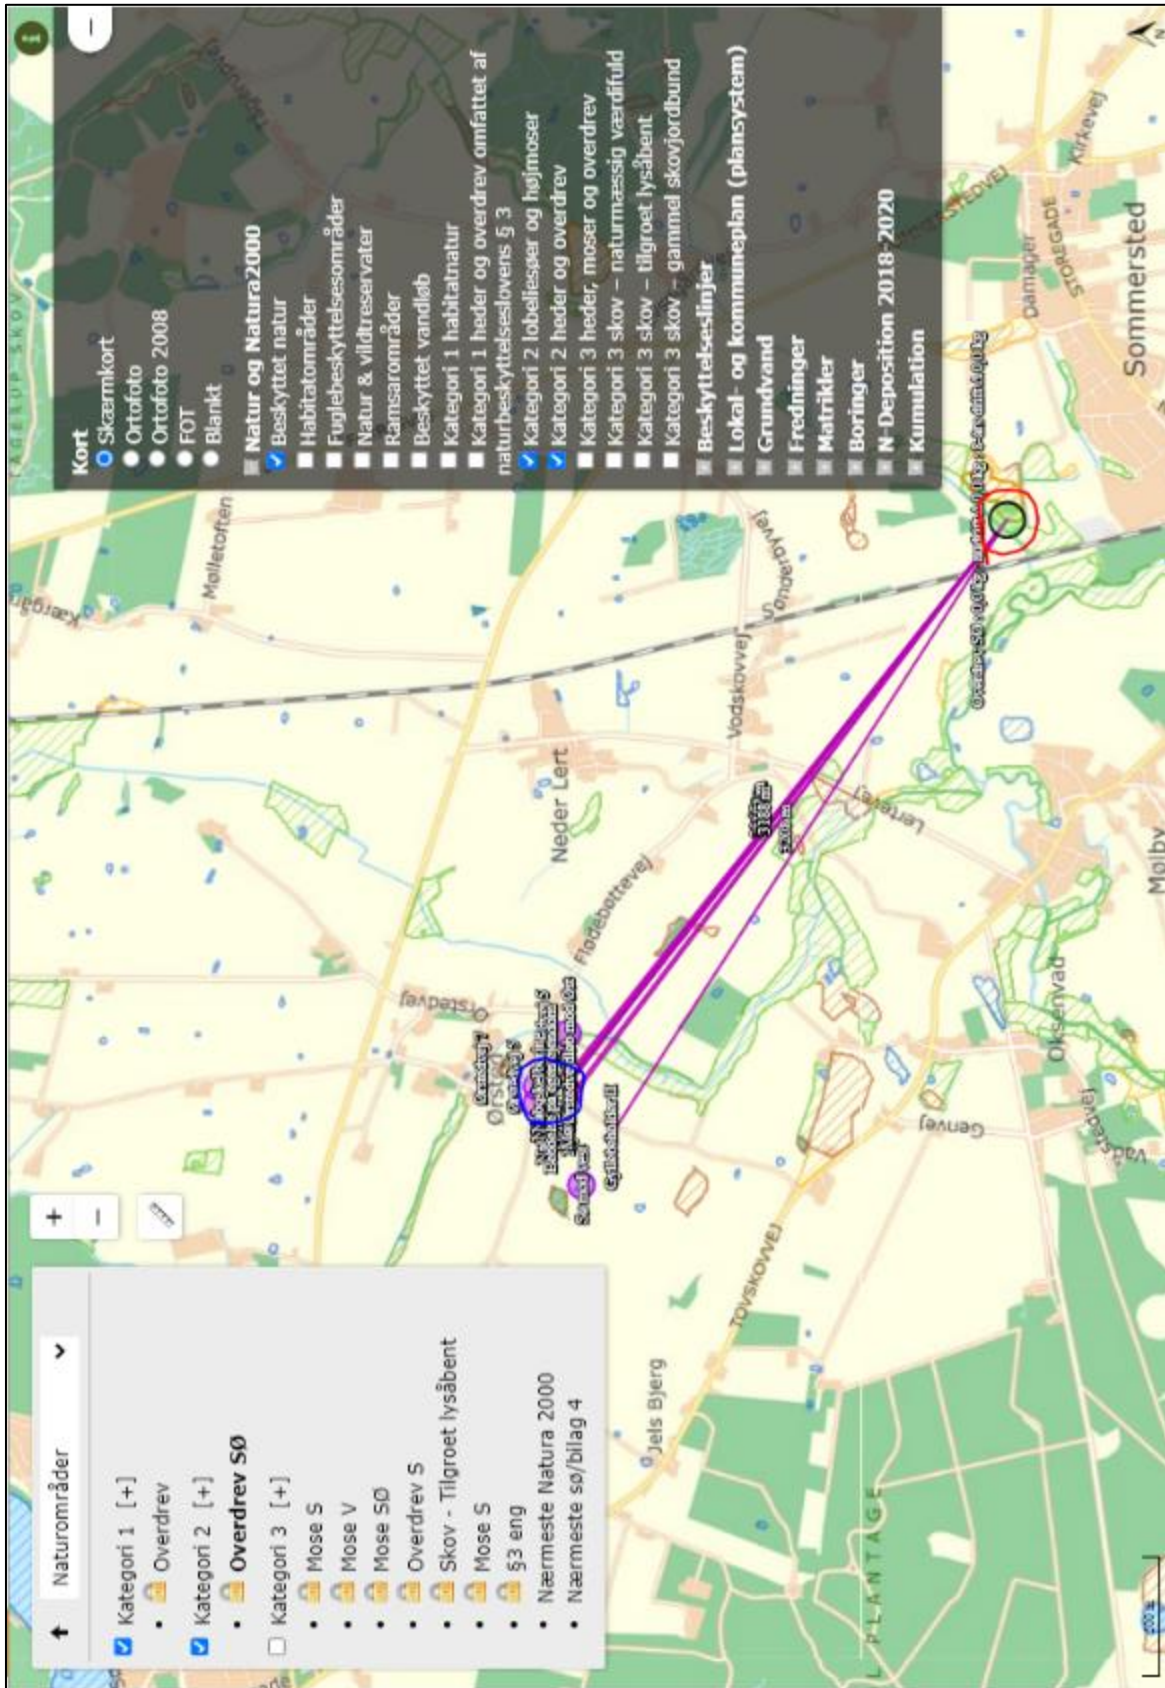 Naturområder
Kategori 1 [+]
Overdrev
Kategori 2 [+]
Overdrev SØ
Kategori 3 [+]
Mose S
Mose V
Mose SØ
Overdrev S
Skov - Tilgroet lysåbent
Mose S
§3 eng
Nærmeste Natura 2000
Nærmeste sø/bilag 4
+
−
Kort
Skærmkort
Ortofoto
Ortofoto 2008
FOT
Blankt
Natur og Natura2000
Beskyttet natur
Habitatområder
Fuglebeskyttelsesområder
Natur & vildtreservater
Ramsarområder
Beskyttet vandløb
Kategori 1 habitatnatur
Kategori 1 heder og overdrev omfattet af
naturbeskyttelseslovens § 3
Kategori 2 lobeliesøer og højmoser
Kategori 2 heder og overdrev
Kategori 3 heder, moser og overdrev
Kategori 3 skov – naturmæssig værdifuld
Kategori 3 skov – tilgroet lysåbent
Kategori 3 skov – gammel skovjordbund
Beskyttelseslinjer
Lokal- og kommuneplan (plansystem)
Grundvand
Fredninger
Matrikler
Boringer
N-Deposition 2018-2020
Kumulation
−
Mølletoften
Neder Lert
Ørstedvej
Ørsted
Flødebøttevej
Vodskovvej
Sønderbyvej
Lertevej
Genvej
TOVSKOVVEJ
Jels Bjerg
PLANTAGE
Oksenvad
Vadstedvej
Mølby
Sommersted
STOREGADE
Damager
Kirkevej
N